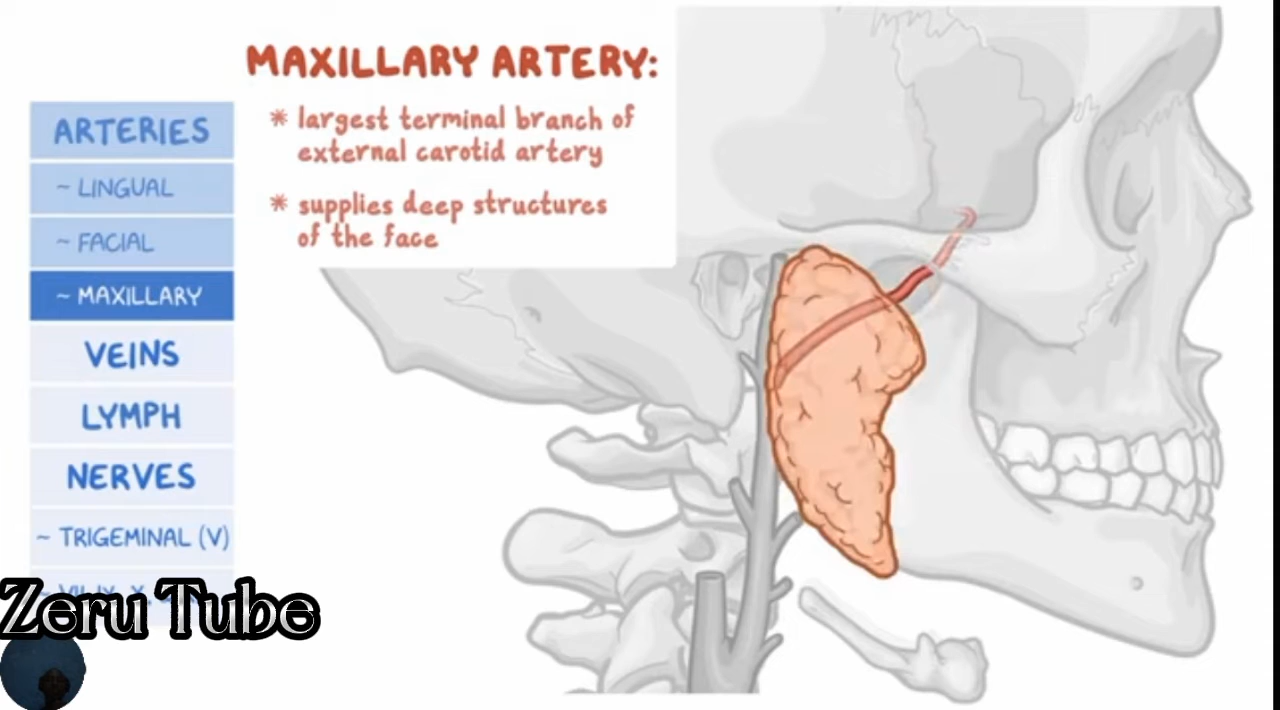 MAXILLARY ARTERY:
* largest terminal branch of
external carotid artery
* supplies deep structures
of the face
ARTERIES
~ LINGUAL
~ FACIAL
~ MAXILLARY
VEINS
LYMPH
NERVES
~ TRIGEMINAL (V)
Zeru Tube